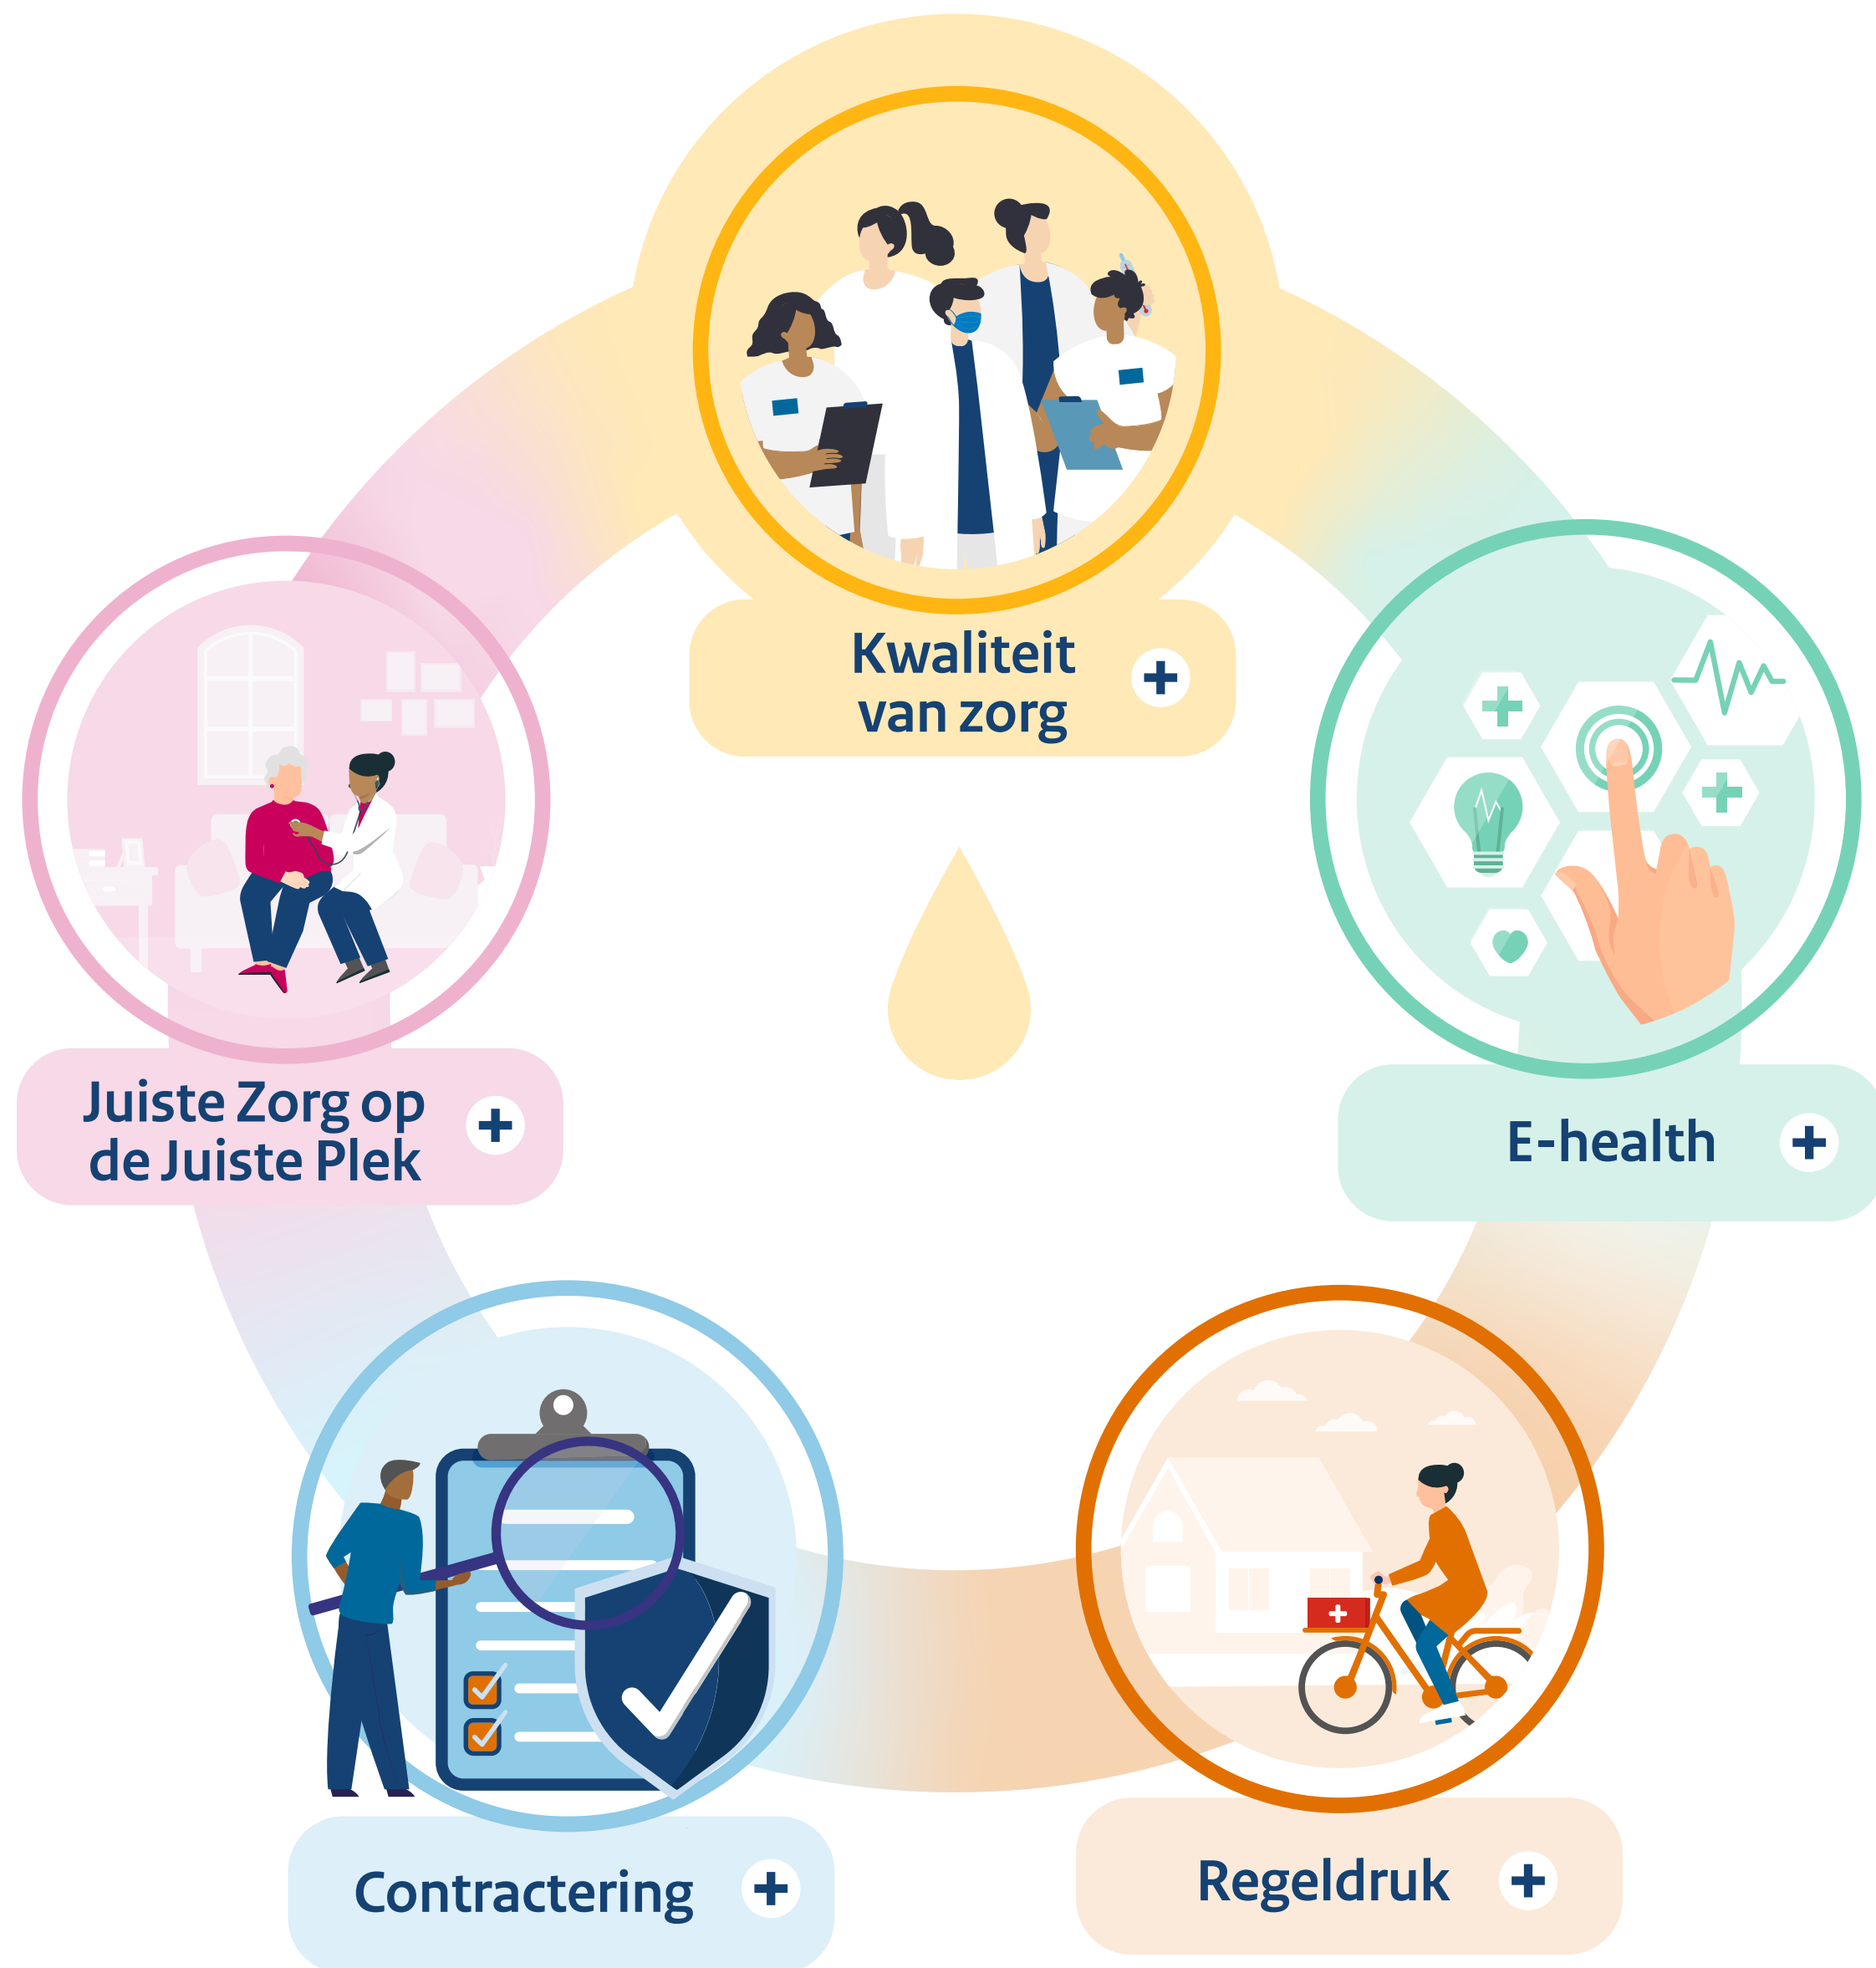 Kwaliteit
van zorg
Juiste Zorg op
de Juiste Plek
E-health
Contractering
Regeldruk